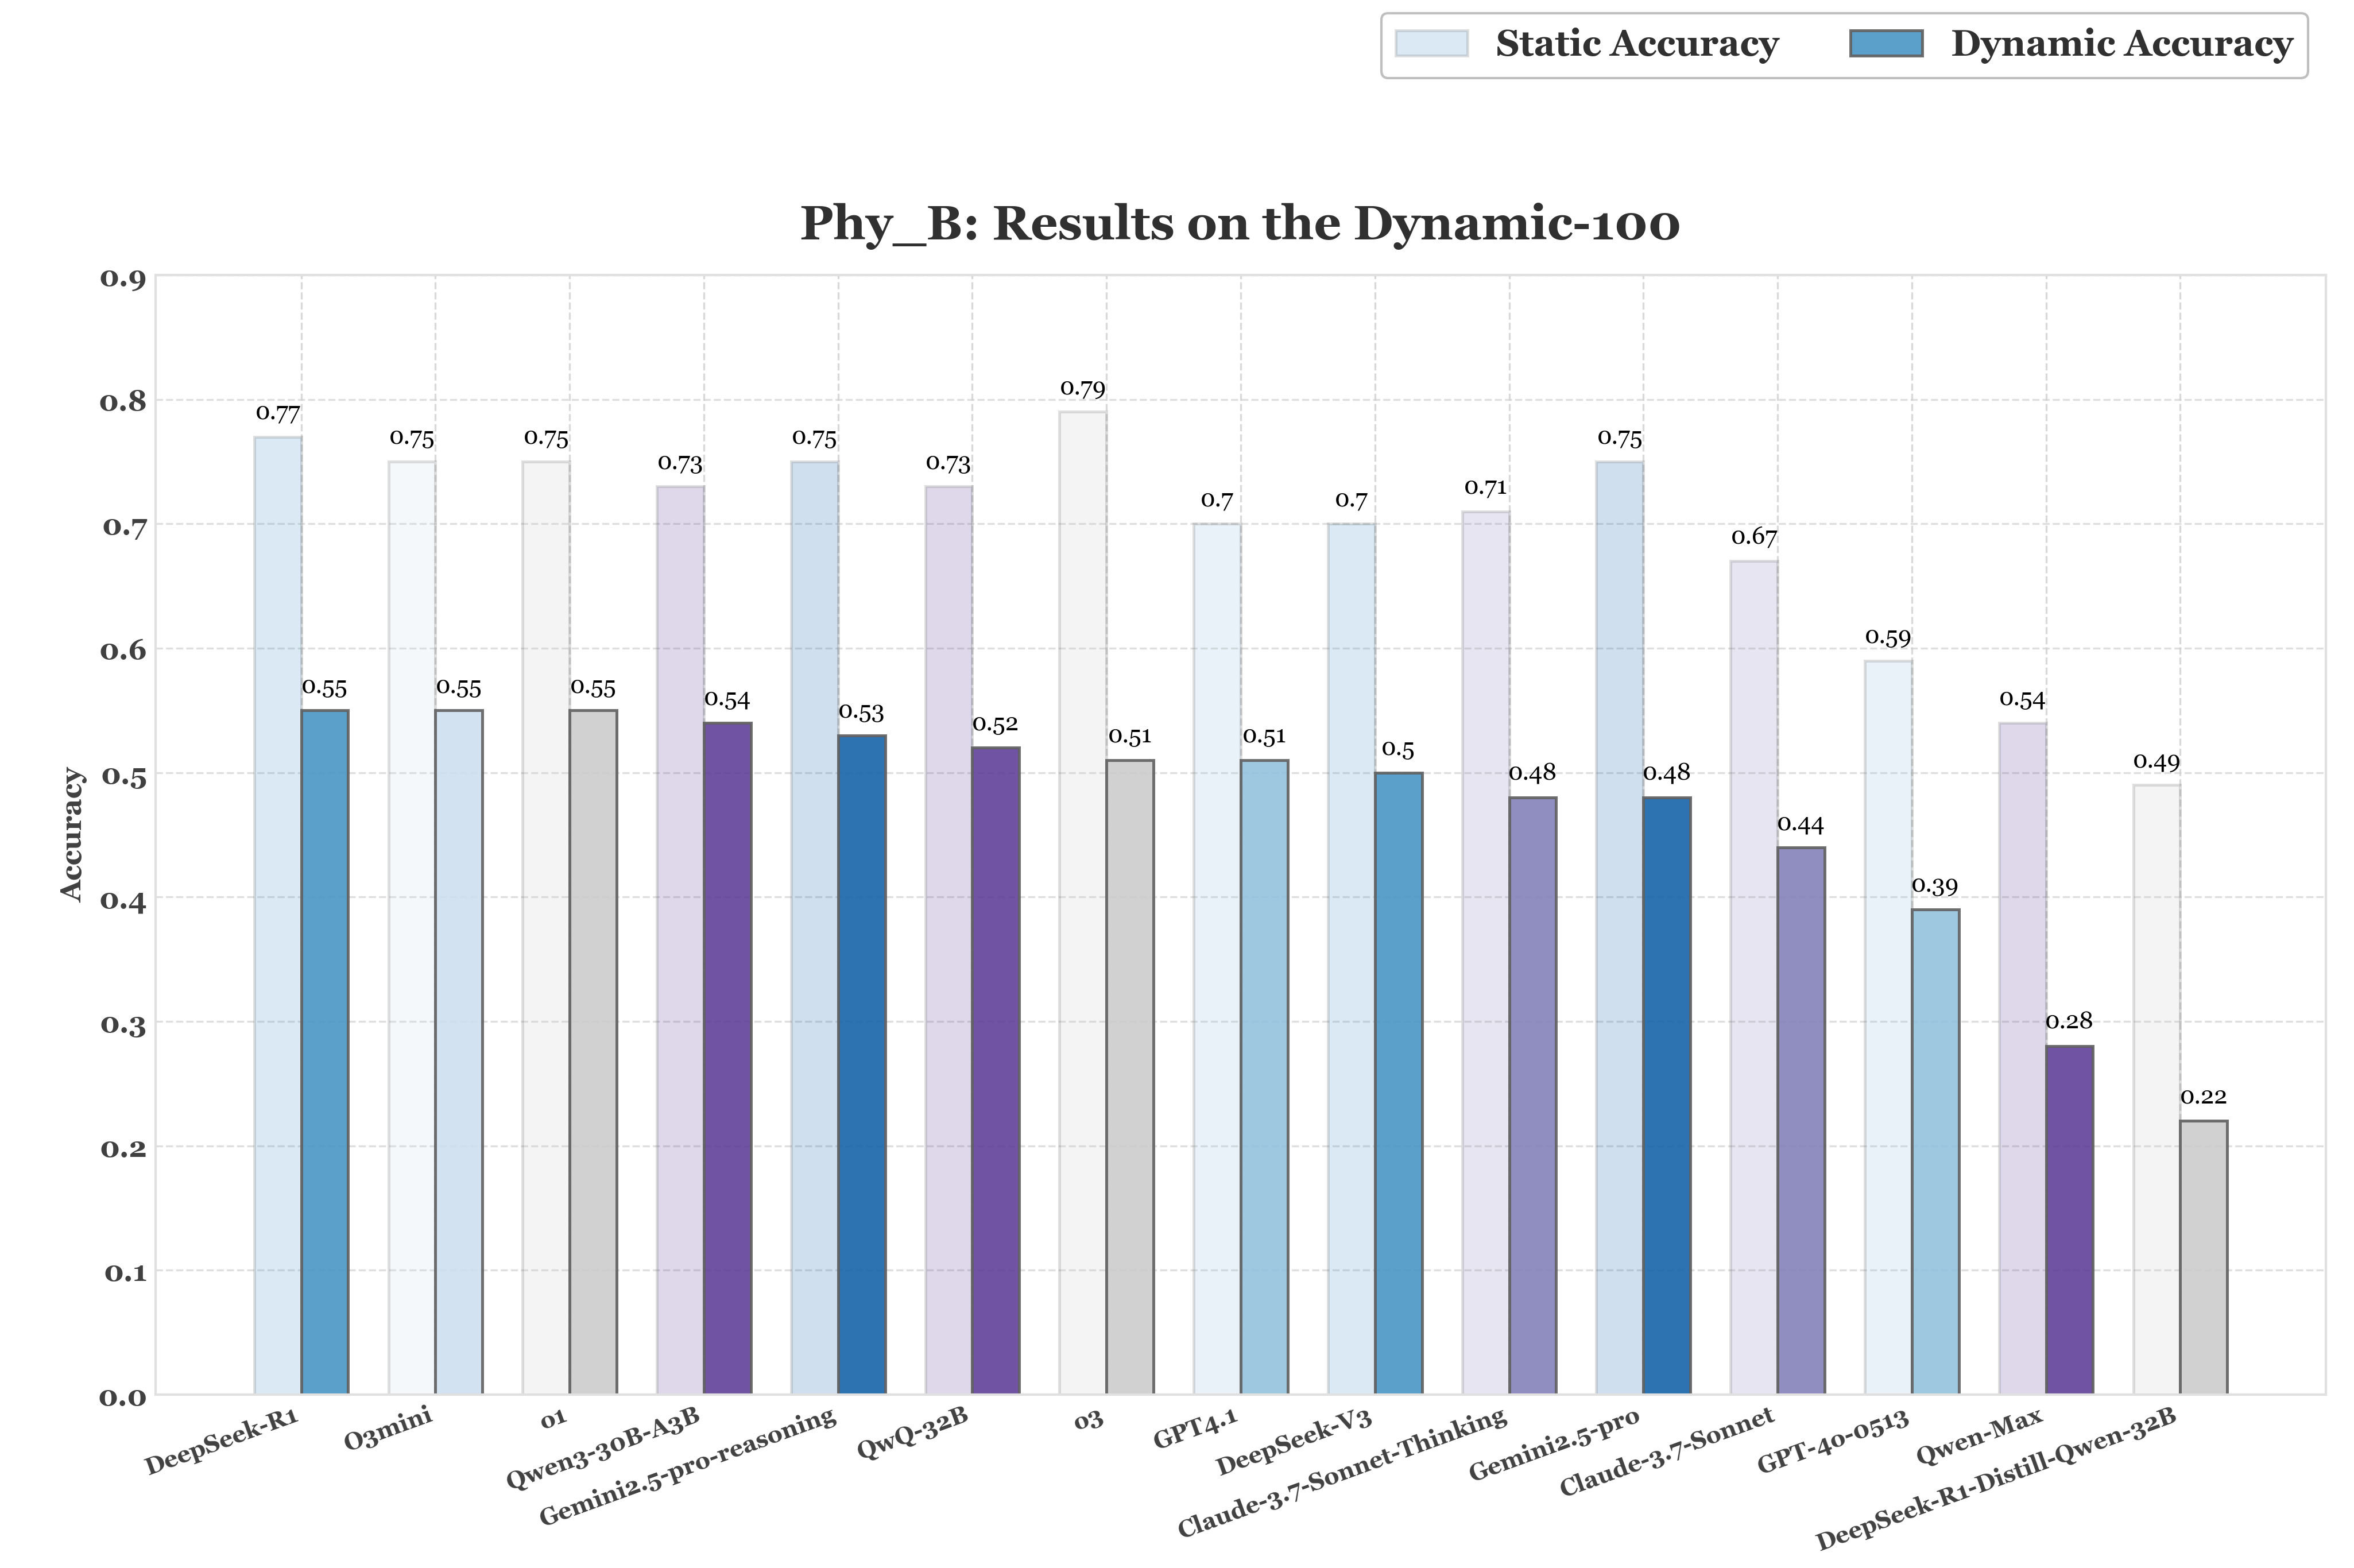 Static Accuracy
Dynamic Accuracy
Phy_B: Results on the Dynamic-100
Accuracy
0.9
0.8
0.7
0.6
0.5
0.4
0.3
0.2
0.1
0.0
0.77
0.75
0.75
0.73
0.75
0.73
0.79
0.7
0.7
0.71
0.75
0.67
0.59
0.54
0.49
0.55
0.55
0.55
0.54
0.53
0.52
0.51
0.51
0.5
0.48
0.48
0.44
0.39
0.28
0.22
DeepSeek-R1
O3mini
o1
Qwen3-30B-A3B
Gemini2.5-pro-reasoning
QwQ-32B
o3
GPT4.1
DeepSeek-V3
Claude-3.7-Sonnet-Thinking
Gemini2.5-pro
Claude-3.7-Sonnet
GPT-4o-0513
Qwen-Max
DeepSeek-R1-Distill-Qwen-32B